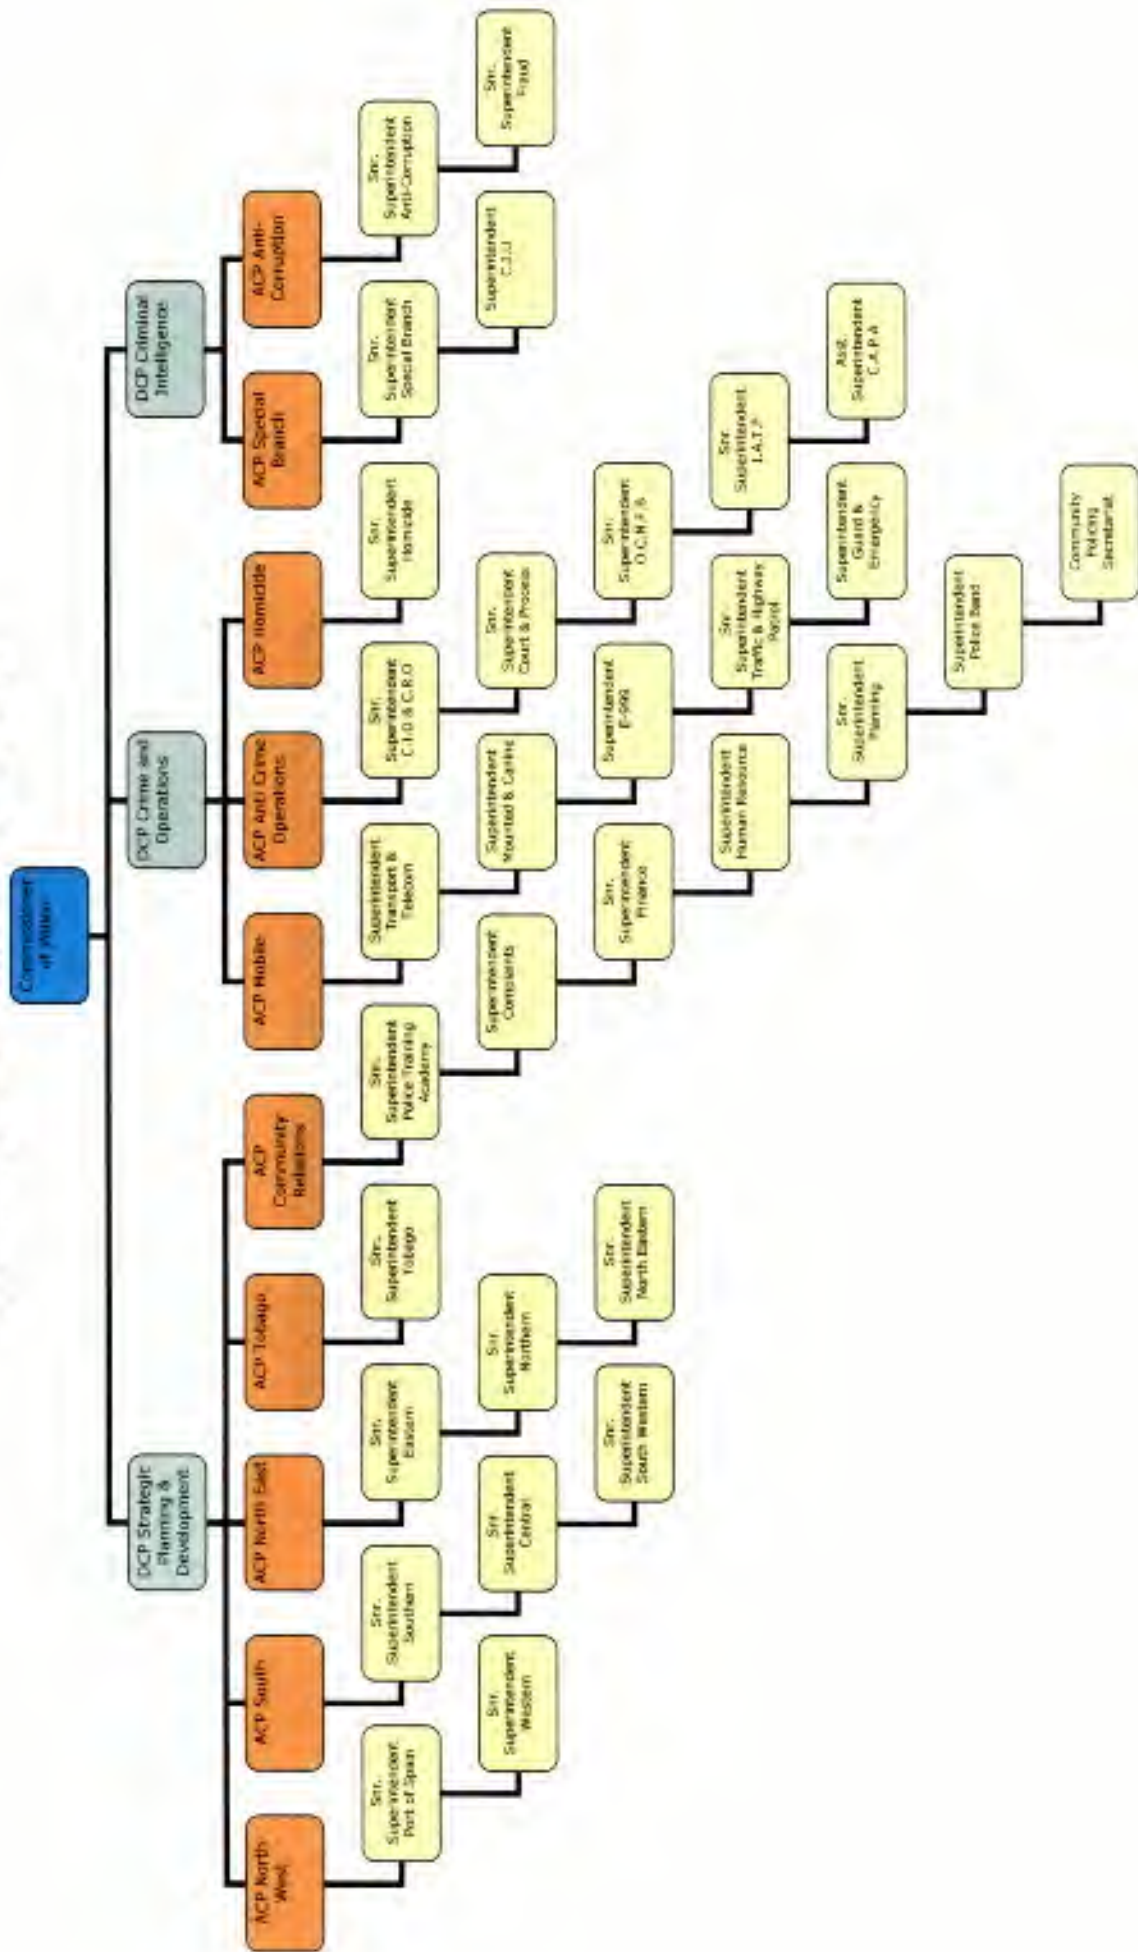 Commissioner
of Police
DCP Strategic
Planning &
Development
DCP Crime and
Operations
DCP Criminal
Intelligence
ACP North
West
ACP South
ACP North East
ACP Tobago
ACP
Community
Relations
ACP Mobile
ACP Anti Crime
Operations
ACP Homicide
ACP Special
Branch
ACP Anti-
Corruption
Snr.
Superintendent
Port of Spain
Snr.
Superintendent
Southern
Snr.
Superintendent
Eastern
Snr.
Superintendent
Tobago
Snr.
Superintendent
Police Training
Academy
Superintendent
Transport &
Telecom
Snr.
Superintendent
C.I.D & C.R.O
Snr.
Superintendent
Homicide
Snr.
Superintendent
Special Branch
Snr.
Superintendent
Anti-Corruption
Snr.
Superintendent
Western
Snr.
Superintendent
Central
Snr.
Superintendent
Northern
Superintendent
Complaints
Superintendent
Mounted & Canine
Snr.
Superintendent
Court & Process
Superintendent
C.I.U
Snr.
Superintendent
Fraud
Snr.
Superintendent
South Western
Snr.
Superintendent
North Eastern
Snr.
Superintendent
Finance
Superintendent
E-999
Snr.
Superintendent
O.C.N.F.B
Superintendent
Human Resource
Snr.
Superintendent
Traffic & Highway
Patrol
Snr.
Superintendent
I.A.T.F
Snr.
Superintendent
Planning
Superintendent
Guard &
Emergency
Asst.
Superintendent
C.A.P.A
Superintendent
Police Band
Community
Policing
Secretariat